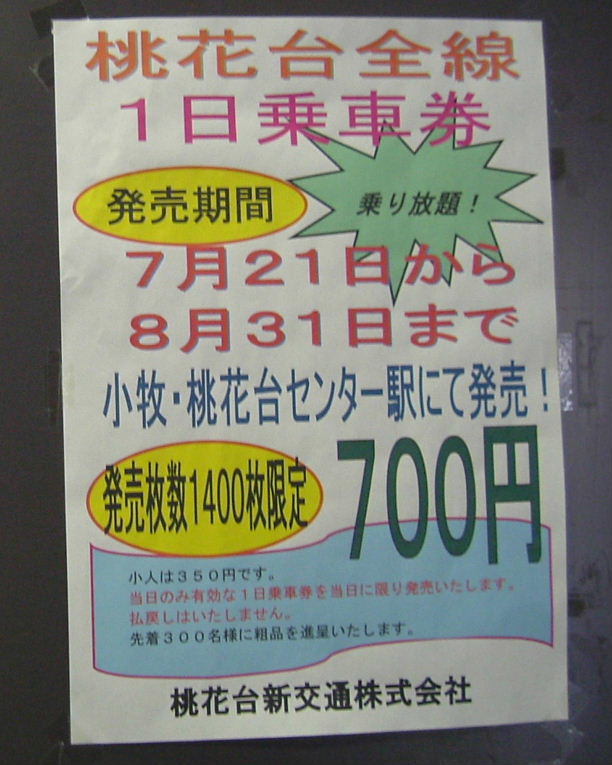 桃花台全線
1日乗車券
発売期間
乗り放題!
7月21日から
8月31日まで
小牧・桃花台センター駅にて発売!
発売枚数1400枚限定
700円
小人は350円です。
当日のみ有効な1日乗車券を当日に限り発売いたします。
払戻しはいたしません。
先着300名様に粗品を進呈いたします。
桃花台新交通株式会社